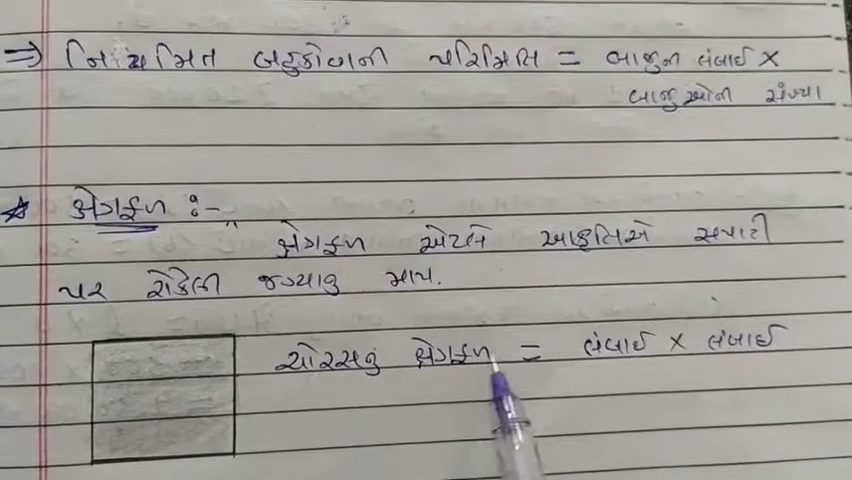 ⇒ નિયમિત બહુકોણની પરિમિતિ = બાજુની લંબાઈ ×
બાજુઓની સંખ્યા
* ક્ષેત્રફળ :-
ક્ષેત્રફળ એટલે આકૃતિએ સપાટી
પર રોકેલી જગ્યાનું માપ.
ચોરસનું ક્ષેત્રફળ = લંબાઈ × લંબાઈ